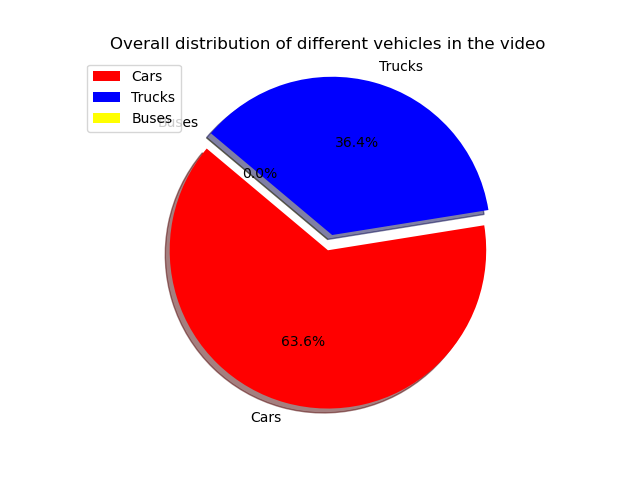 Overall distribution of different vehicles in the video
Trucks
Cars
Trucks
Buses
Buses
36.4%
0.0%
63.6%
Cars